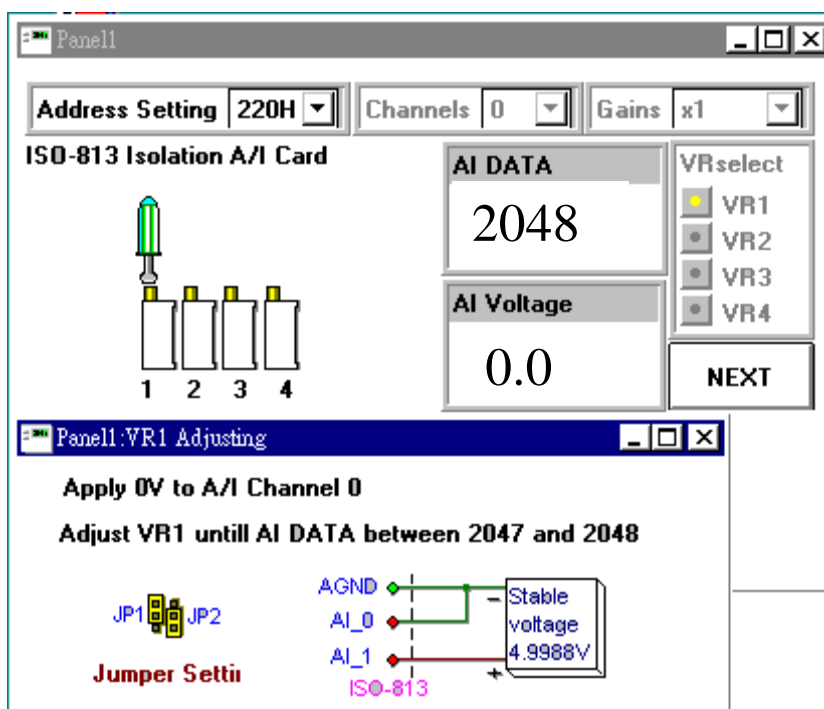 Panel1
Address Setting 220H Channels 0 Gains x1
ISO-813 Isolation A/I Card
AI DATA
2048
VRselect
VR1
VR2
VR3
VR4
AI Voltage
0.0
NEXT
1 2 3 4
Panel1:VR1 Adjusting
Apply 0V to A/I Channel 0
Adjust VR1 untill AI DATA between 2047 and 2048
JP1 JP2
Jumper Settin
AGND
AI_0
AI_1
ISO-813
− +
Stable
voltage
4.9988V